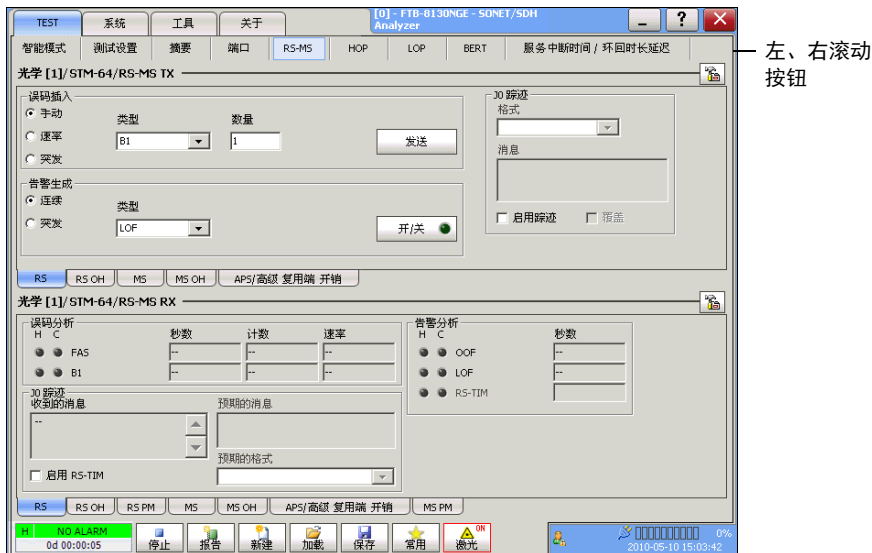 TEST 系统 工具 关于 [0] - FTB-8130NGE - SONET/SDH
Analyzer
智能模式 测试设置 摘要 端口 RS-MS HOP LOP BERT 服务中断时间 / 环回时长延迟
左、右滚动
按钮
光学 [1]/STM-64/RS-MS TX
误码插入
手动
速率
突发
类型
B1
数量
1
发送
告警生成
连续
突发
类型
LOF
开/关
J0 踪迹
格式
消息
启用踪迹 覆盖
RS RS OH MS MS OH APS/高级 复用端 开销
光学 [1]/STM-64/RS-MS RX
误码分析
H C 秒数 计数 速率
FAS -- -- --
B1 -- -- --
告警分析
H C 秒数
OOF --
LOF --
RS-TIM
J0 踪迹
收到的消息
--
预期的消息
预期的格式
启用 RS-TIM
RS RS OH RS PM MS MS OH APS/高级 复用端 开销 MS PM
H NO ALARM
0d 00:00:05
停止 报告 新建 加载 保存 常用 激光 ON
0%
2010-05-10 15:03:42